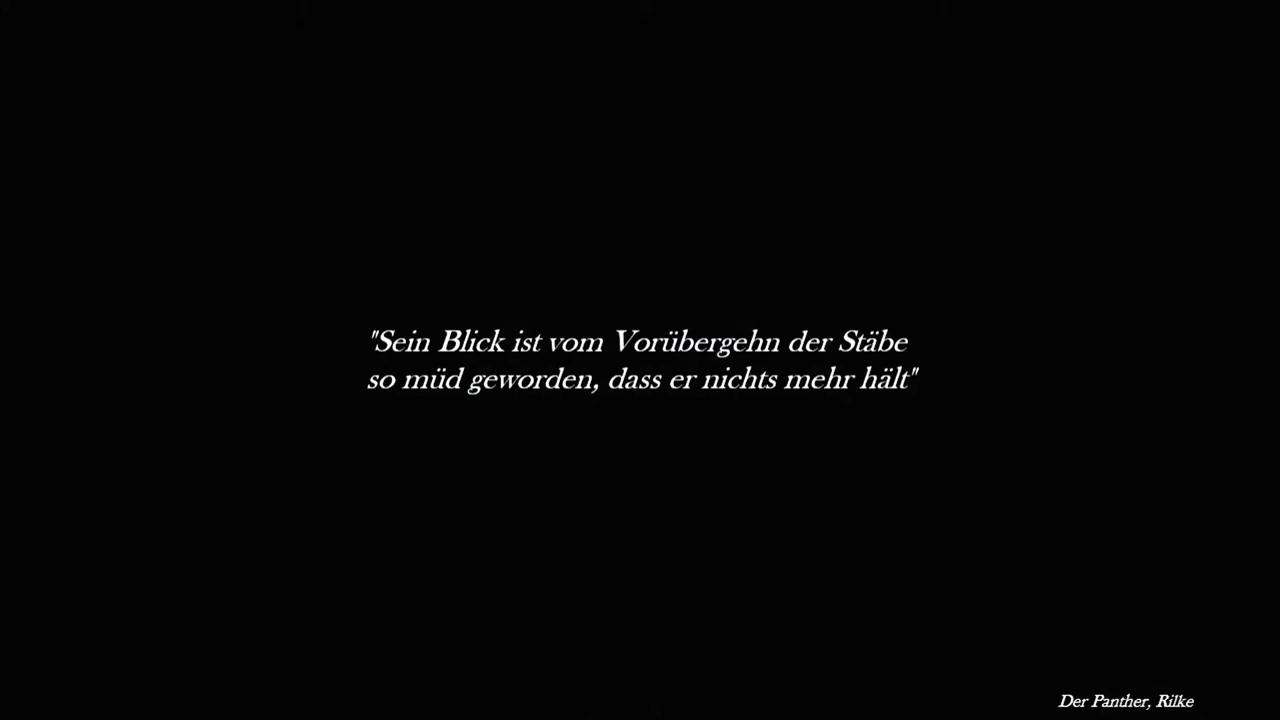 "Sein Blick ist vom Vorübergehn der Stäbe
so müd geworden, dass er nichts mehr hält"
Der Panther, Rilke